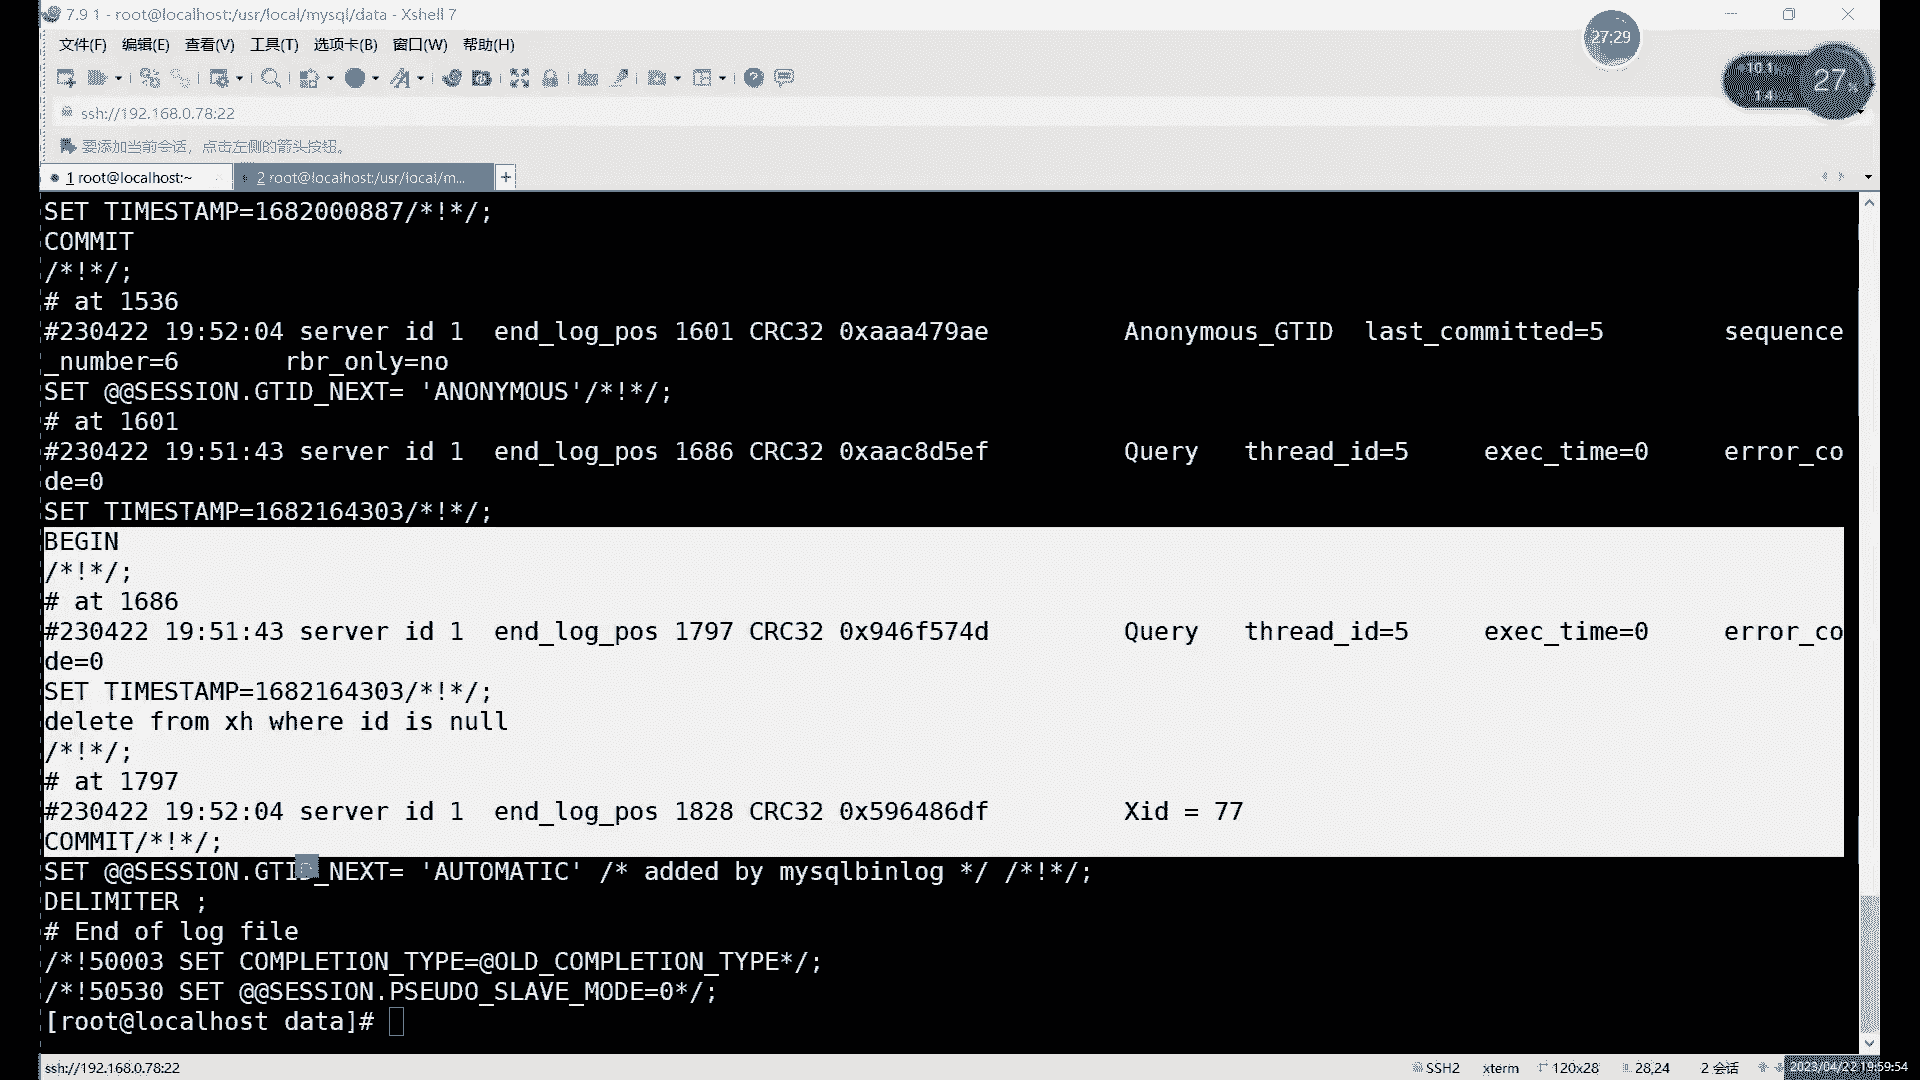 7.9 1 - root@localhost:/usr/local/mysql/data - Xshell 7
文件(F) 编辑(E) 查看(V) 工具(T) 选项卡(B) 窗口(W) 帮助(H)
27:29
27%
ssh://192.168.0.78:22
要添加当前会话，点击左侧的箭头按钮。
1 root@localhost:~
2 root@localhost:/usr/local/m...
SET TIMESTAMP=1682000887/*!*/;
COMMIT
/*!*/;
# at 1536
#230422 19:52:04 server id 1  end_log_pos 1601 CRC32 0xaaa479ae         Anonymous_GTID  last_committed=5        sequence
_number=6       rbr_only=no
SET @@SESSION.GTID_NEXT= 'ANONYMOUS'/*!*/;
# at 1601
#230422 19:51:43 server id 1  end_log_pos 1686 CRC32 0xaac8d5ef         Query   thread_id=5     exec_time=0     error_co
de=0
SET TIMESTAMP=1682164303/*!*/;
BEGIN
/*!*/;
# at 1686
#230422 19:51:43 server id 1  end_log_pos 1797 CRC32 0x946f574d         Query   thread_id=5     exec_time=0     error_co
de=0
SET TIMESTAMP=1682164303/*!*/;
delete from xh where id is null
/*!*/;
# at 1797
#230422 19:52:04 server id 1  end_log_pos 1828 CRC32 0x596486df         Xid = 77
COMMIT/*!*/;
SET @@SESSION.GTID_NEXT= 'AUTOMATIC' /* added by mysqlbinlog */ /*!*/;
DELIMITER ;
# End of log file
/*!50003 SET COMPLETION_TYPE=@OLD_COMPLETION_TYPE*/;
/*!50530 SET @@SESSION.PSEUDO_SLAVE_MODE=0*/;
[root@localhost data]#
ssh://192.168.0.78:22 SSH2 xterm 120x28 28,24 2 会话 2023/04/22 19:59:54